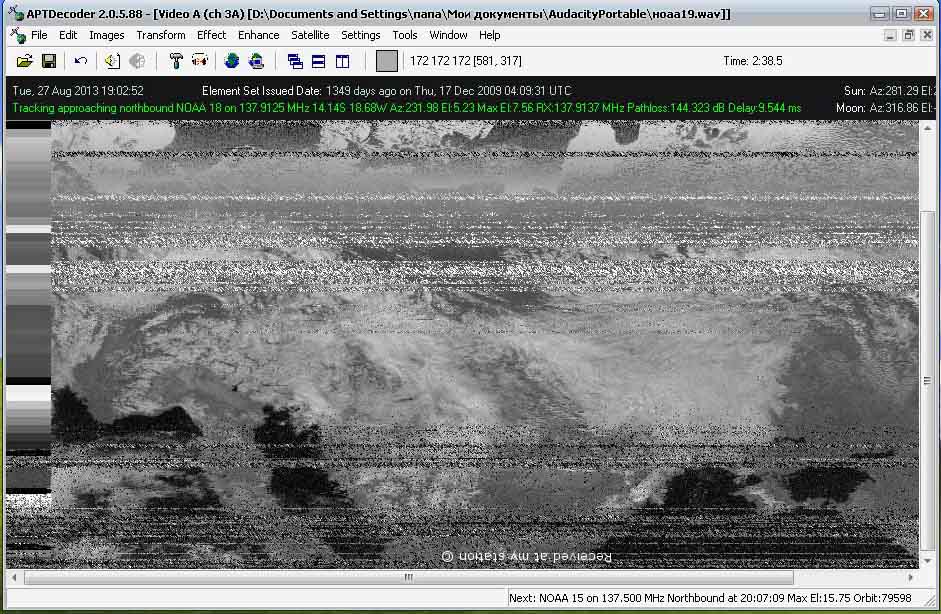 APTDecoder 2.0.5.88 - [Video A (ch 3A) [D:\Documents and Settings\папа\Мои документы\AudacityPortable\ноаа19.wav]]
File Edit Images Transform Effect Enhance Satellite Settings Tools Window Help
172 172 172 [581, 317] Time: 2:38.5
Tue, 27 Aug 2013 19:02:52 Element Set Issued Date: 1349 days ago on Thu, 17 Dec 2009 04:09:31 UTC Sun: Az:281.29 El:
Tracking approaching northbound NOAA 18 on 137.9125 MHz 14.14S 18.68W Az:231.98 El:5.23 Max El:7.56 RX:137.9137 MHz Pathloss:144.323 dB Delay:9.544 ms Moon: Az:316.86 El:
Received at my station ©
Next: NOAA 15 on 137.500 MHz Northbound at 20:07:09 Max El:15.75 Orbit:79598